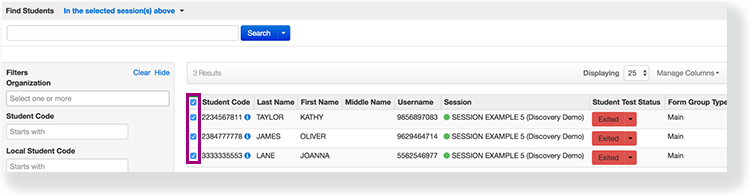 Find Students In the selected session(s) above
Search
Filters Clear Hide
Organization
Select one or more
Student Code
Starts with
Local Student Code
Starts with
3 Results Displaying 25 Manage Columns
Student Code Last Name First Name Middle Name Username Session Student Test Status Form Group Type
2234567811 TAYLOR KATHY 9856897083 SESSION EXAMPLE 5 (Discovery Demo) Exited Main
2384777778 JAMES OLIVER 9629464714 SESSION EXAMPLE 5 (Discovery Demo) Exited Main
3333335553 LANE JOANNA 5562546977 SESSION EXAMPLE 5 (Discovery Demo) Exited Main